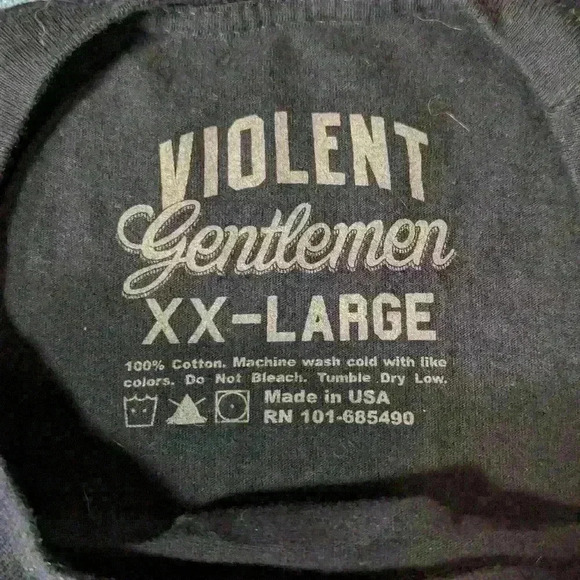 VIOLENT
Gentlemen
XX-LARGE
100% Cotton. Machine wash cold with like
colors. Do Not Bleach. Tumble Dry Low.
Made in USA
RN 101-685490